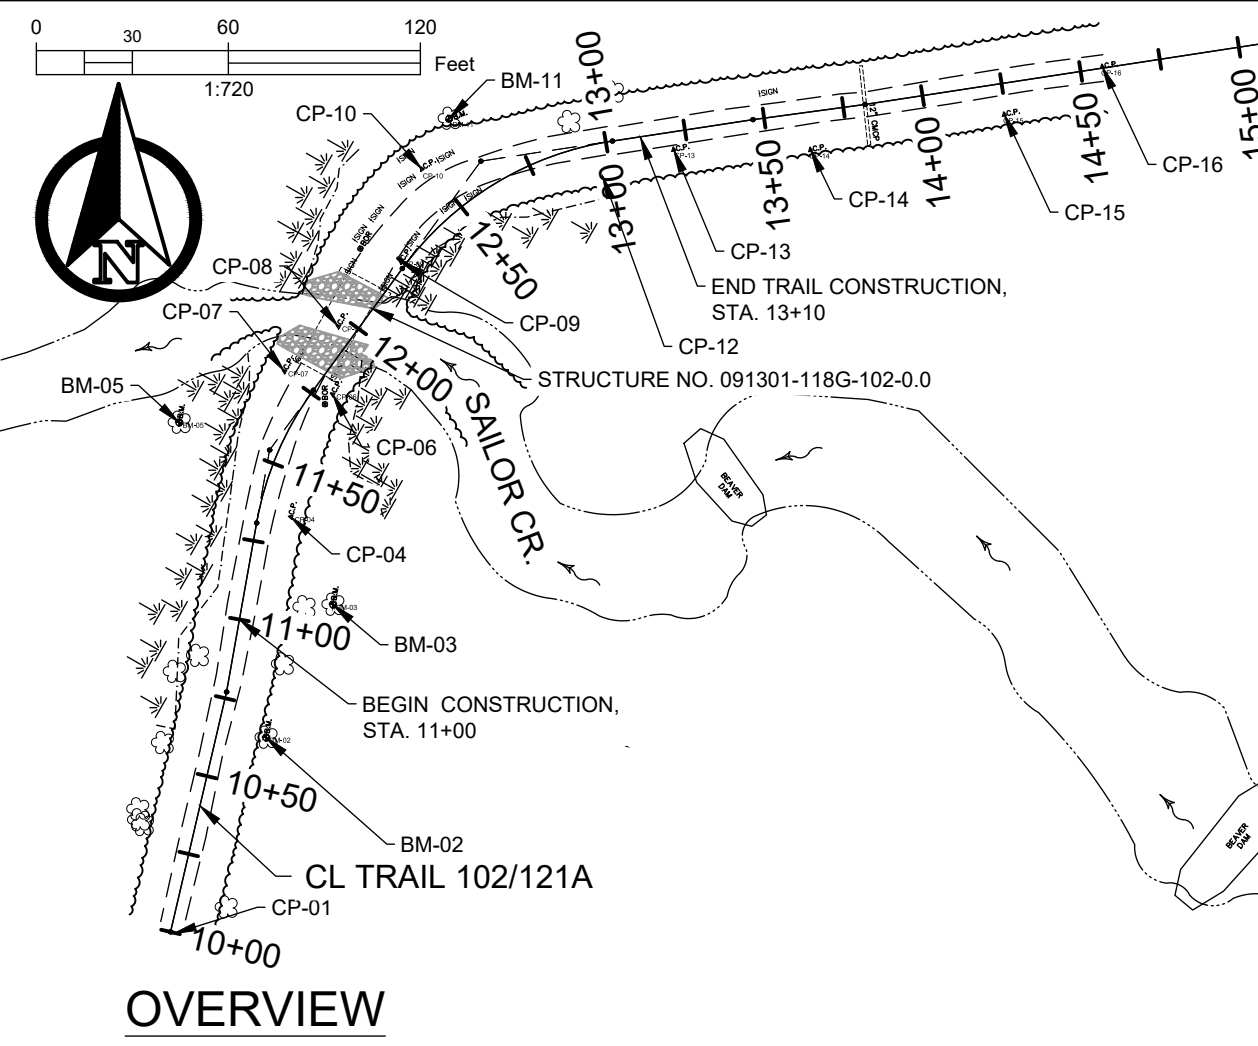 0
30
60
120
Feet
1:720
N
BM-11
CP-10
13+00
ISIGN
15+00
14+50
14+00
13+50
13+00
12" CMCP
CP-16
CP-15
CP-14
CP-13
END TRAIL CONSTRUCTION,
STA. 13+10
CP-12
CP-08
CP-07
CP-09
12+50
12+00
STRUCTURE NO. 091301-118G-102-0.0
BM-05
SAILOR CR.
CP-06
BEAVER
DAM
11+50
CP-04
BM-03
11+00
BEGIN CONSTRUCTION,
STA. 11+00
10+50
BM-02
CL TRAIL 102/121A
CP-01
10+00
BEAVER
DAM
OVERVIEW